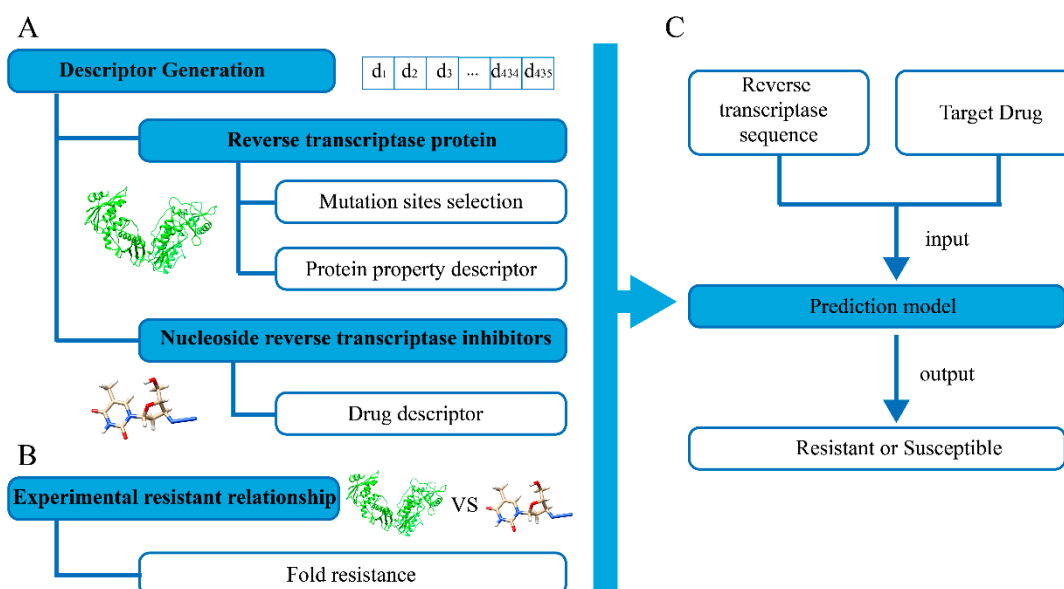 A
Descriptor Generation
d1 d2 d3 ... d434 d435
Reverse transcriptase protein
Mutation sites selection
Protein property descriptor
Nucleoside reverse transcriptase inhibitors
Drug descriptor
B
Experimental resistant relationship
VS
Fold resistance
C
Reverse
transcriptase
sequence
Target Drug
input
Prediction model
output
Resistant or Susceptible